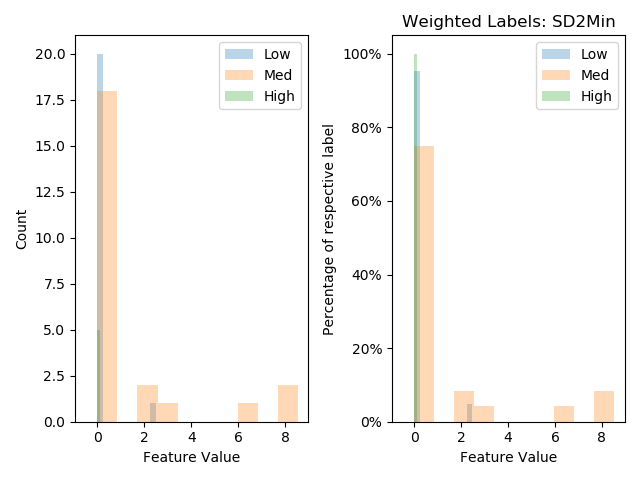 Low
Med
High
20.0
17.5
15.0
12.5
10.0
7.5
5.0
2.5
0.0
Count
0 2 4 6 8
Feature Value
Weighted Labels: SD2Min
Low
Med
High
100%
80%
60%
40%
20%
0%
Percentage of respective label
0 2 4 6 8
Feature Value